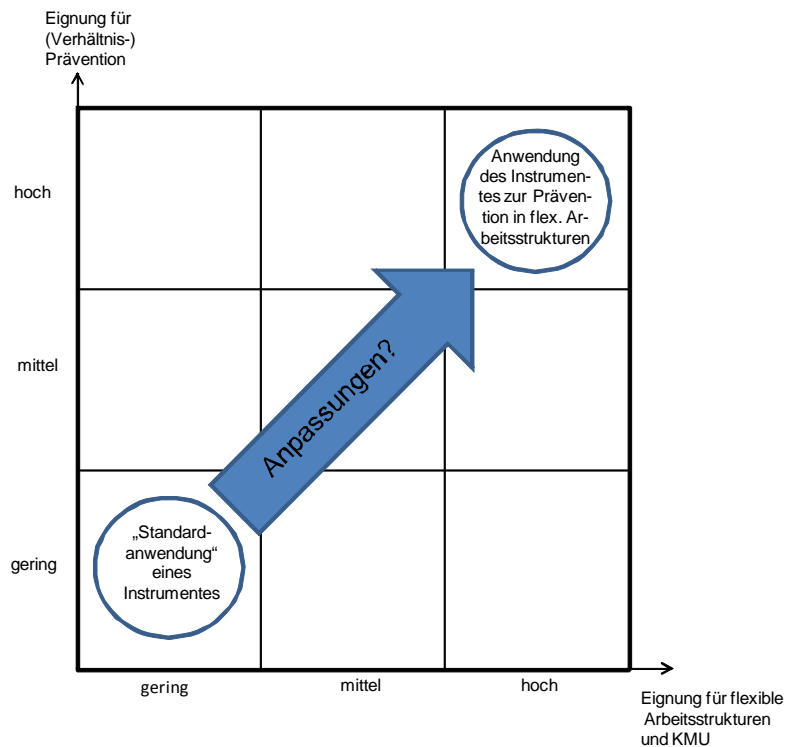 Eignung für
(Verhältnis-)
Prävention
hoch
Anwendung
des Instrumen-
tes zur Präven-
tion in flex. Ar-
beitsstrukturen
mittel
Anpassungen?
gering
„Standard-
anwendung“
eines
Instrumentes
gering
mittel
hoch
Eignung für flexible
Arbeitsstrukturen
und KMU